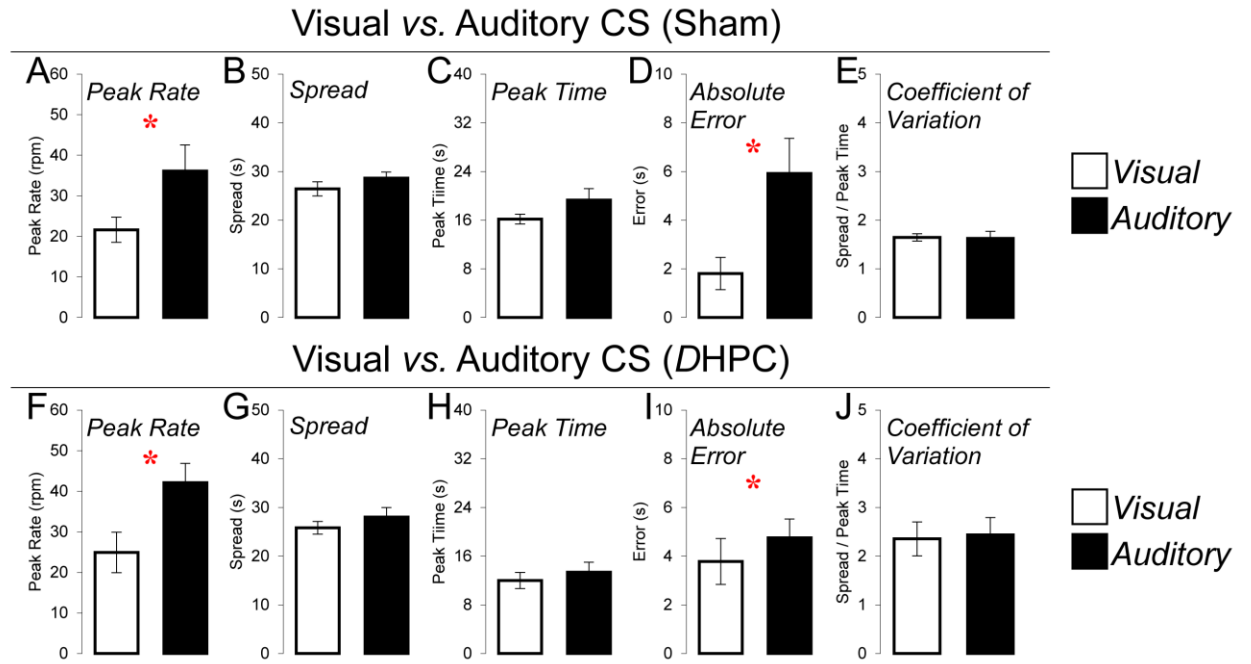 Visual vs. Auditory CS (Sham)
A
Peak Rate
*
Peak Rate (rpm)
60
50
40
30
20
10
0
B
Spread
Spread (s)
50
40
30
20
10
0
C
Peak Time
Peak Tiime (s)
40
32
24
16
8
0
D
Absolute
Error
*
Error (s)
10
8
6
4
2
0
E
Coefficient of
Variation
Spread / Peak Time
5
4
3
2
1
0
Visual
Auditory
Visual vs. Auditory CS (DHPC)
F
Peak Rate
*
Peak Rate (rpm)
60
50
40
30
20
10
0
G
Spread
Spread (s)
50
40
30
20
10
0
H
Peak Time
Peak Tiime (s)
40
32
24
16
8
0
I
Absolute
Error
*
Error (s)
10
8
6
4
2
0
J
Coefficient of
Variation
Spread / Peak Time
5
4
3
2
1
0
Visual
Auditory